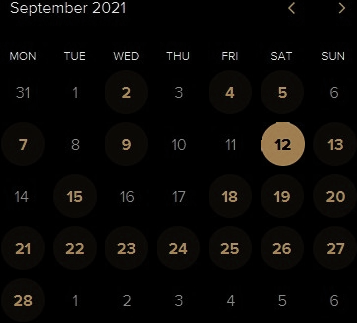 September 2021
MON TUE WED THU FRI SAT SUN
31 1 2 3 4 5 6
7 8 9 10 11 12 13
14 15 16 17 18 19 20
21 22 23 24 25 26 27
28 1 2 3 4 5 6